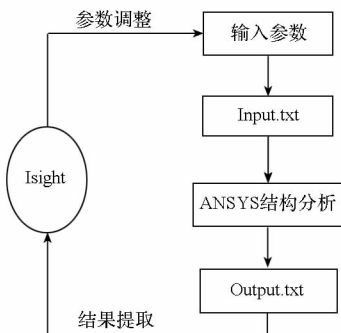 参数调整
输入参数
Input.txt
Isight
ANSYS结构分析
Output.txt
结果提取